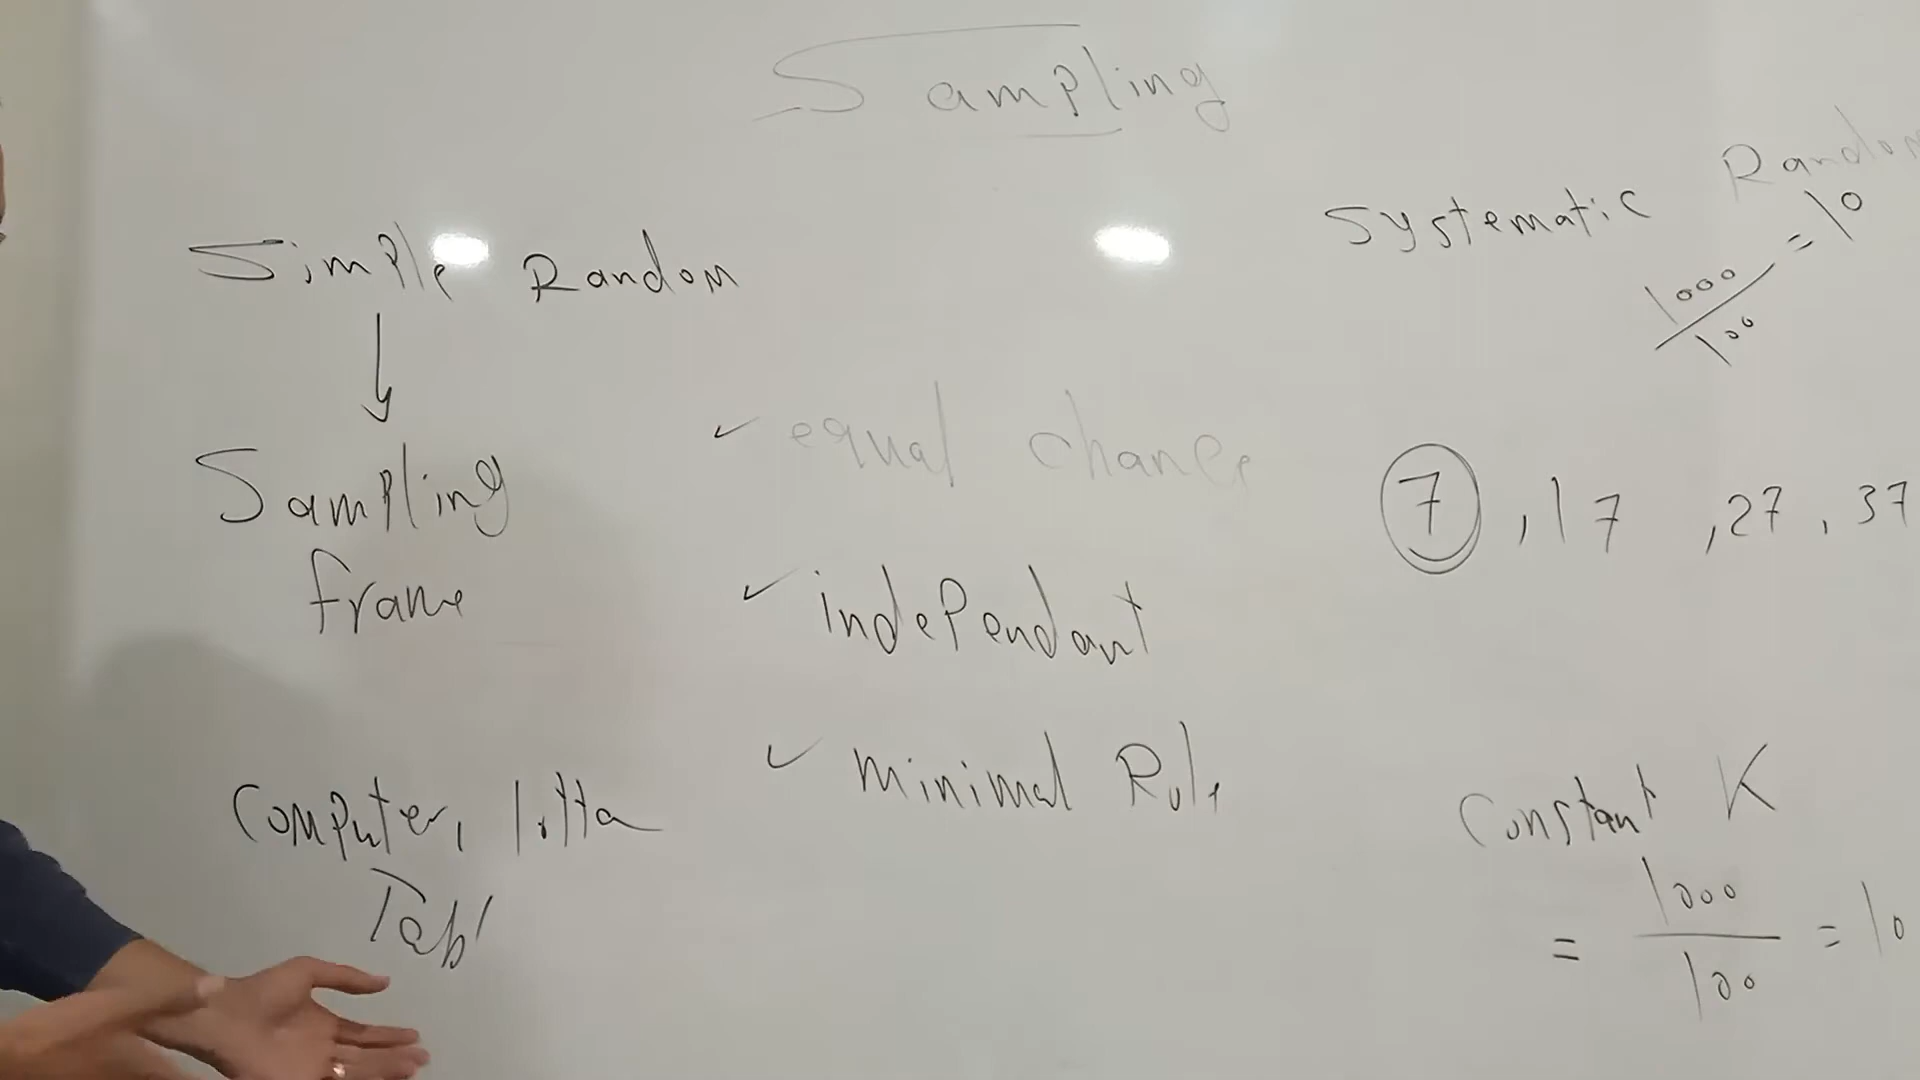 Sampling
Simple Random
Sampling
frame
Computer, lotta
Tabl
✓ equal chance
✓ independant
✓ minimal Rule
Systematic Random
1000/100 = 10
7, 17, 27, 37
Constant K
= 1000/100 = 10